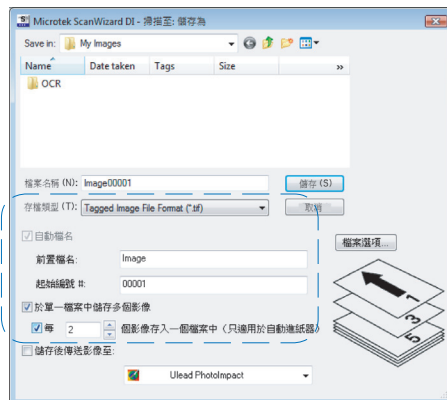 Microtek ScanWizard DI - 掃描至: 儲存為
Save in: My Images
Name Date taken Tags Size »
OCR
檔案名稱 (N): Image00001 儲存 (S)
存檔類型 (T): Tagged Image File Format (*.tif) 取消
自動檔名
前置檔名: Image 檔案選項...
起始編號 #: 00001
於單一檔案中儲存多個影像
每 2 個影像存入一個檔案中 (只適用於自動進紙器)
儲存後傳送影像至:
Ulead PhotoImpact
1
3
5